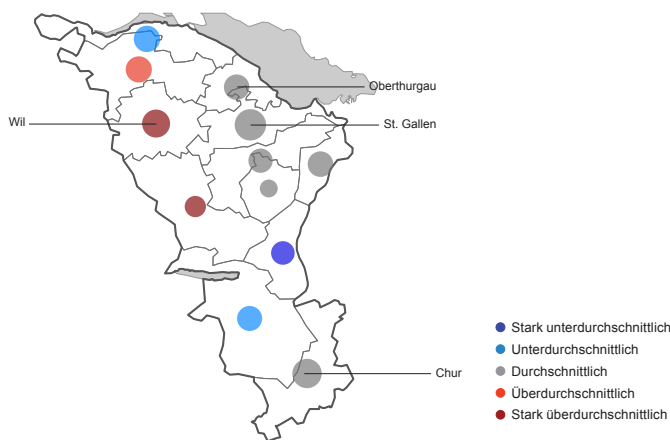 Oberthurgau
Wil
St. Gallen
Chur
Stark unterdurchschnittlich
Unterdurchschnittlich
Durchschnittlich
Überdurchschnittlich
Stark überdurchschnittlich